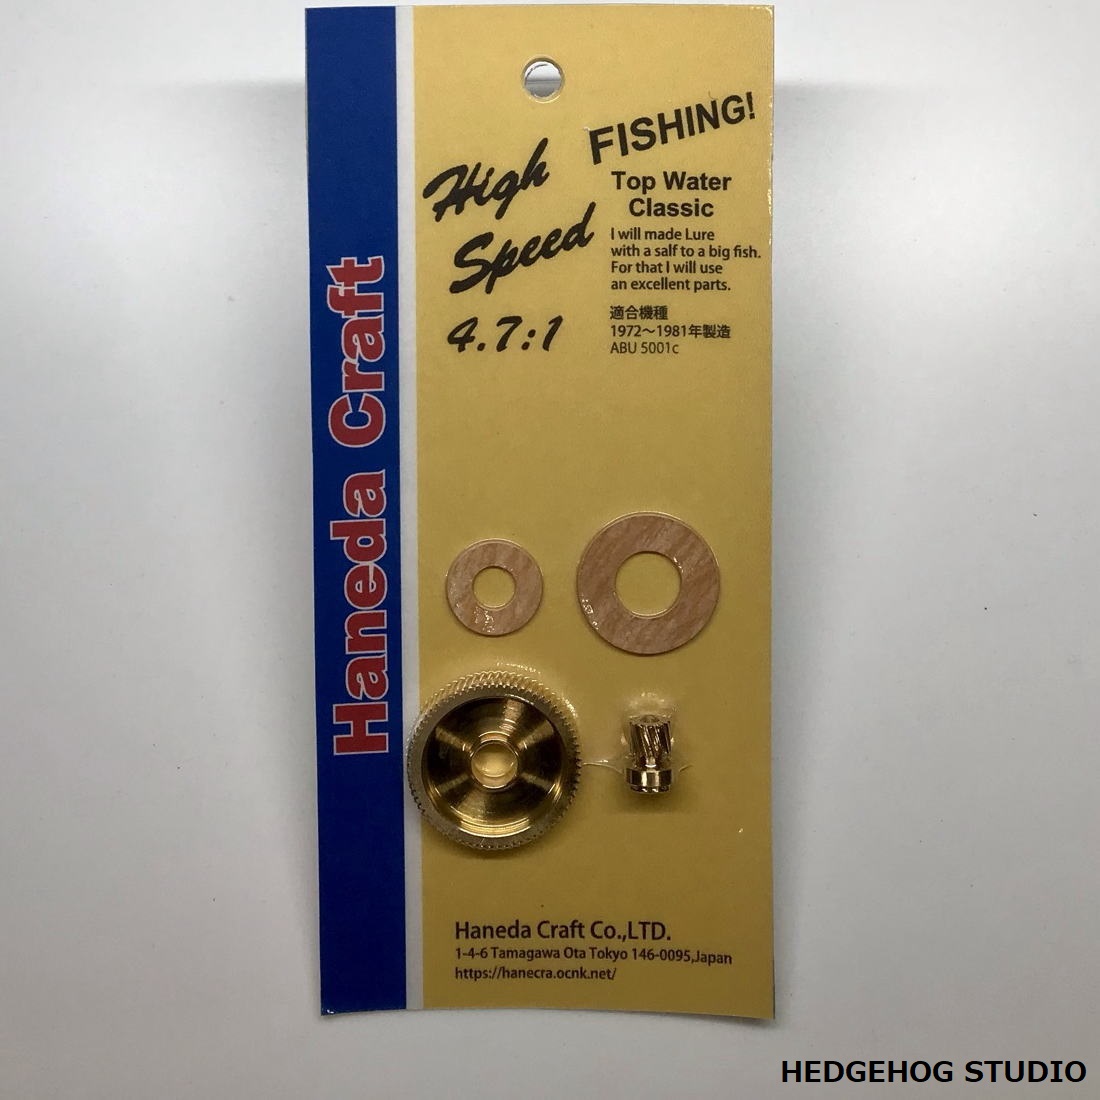 Haneda Craft
High
Speed
4.7:1
FISHING!
Top Water
Classic
I will made Lure
with a salf to a big fish.
For that I will use
an excellent parts.
適合機種
1972～1981年製造
ABU 5001c
Haneda Craft Co.,LTD.
1-4-6 Tamagawa Ota Tokyo 146-0095,Japan
https://hanecra.ocnk.net/
HEDGEHOG STUDIO